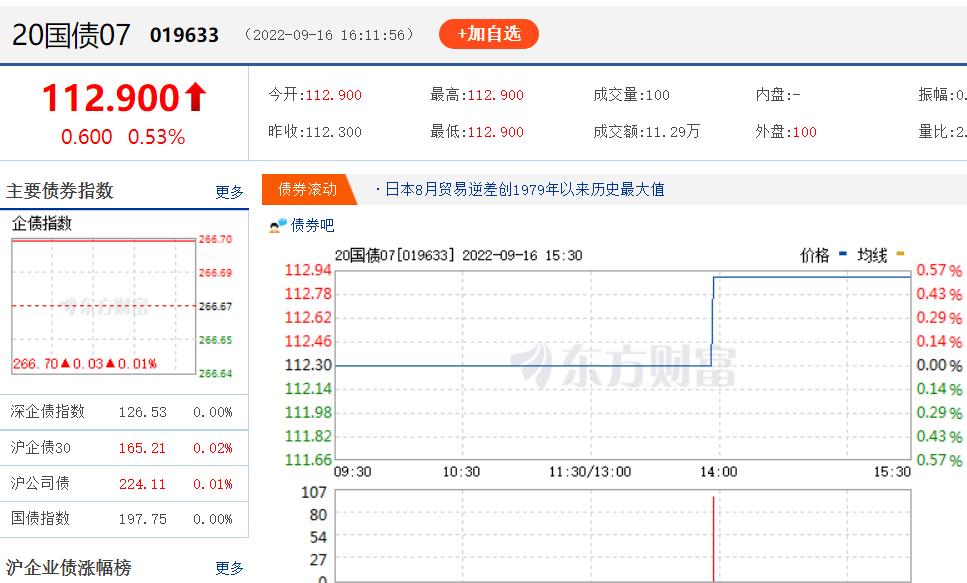 20国债07 019633 （2022-09-16 16:11:56） +加自选
112.900
0.600 0.53%
今开:112.900 最高:112.900 成交量:100 内盘:- 振幅:0.
昨收:112.300 最低:112.900 成交额:11.29万 外盘:100 量比:2.
主要债券指数 更多
企债指数
266.70
266.69
266.67
266.65
266.64
东方财富
266.70▲0.03▲0.01%
深企债指数 126.53 0.00%
沪企债30 165.21 0.02%
沪公司债 224.11 0.01%
国债指数 197.75 0.00%
沪企业债涨幅榜 更多
债券滚动 ·日本8月贸易逆差创1979年以来历史最大值
债券吧
20国债07[019633] 2022-09-16 15:30 价格 均线
112.94 0.57%
112.78 0.43%
112.62 0.29%
112.46 0.14%
112.30 0.00%
112.14 0.14%
111.98 0.29%
111.82 0.43%
111.66 0.57%
东方财富
09:30 10:30 11:30/13:00 14:00 15:30
107
80
54
27
0